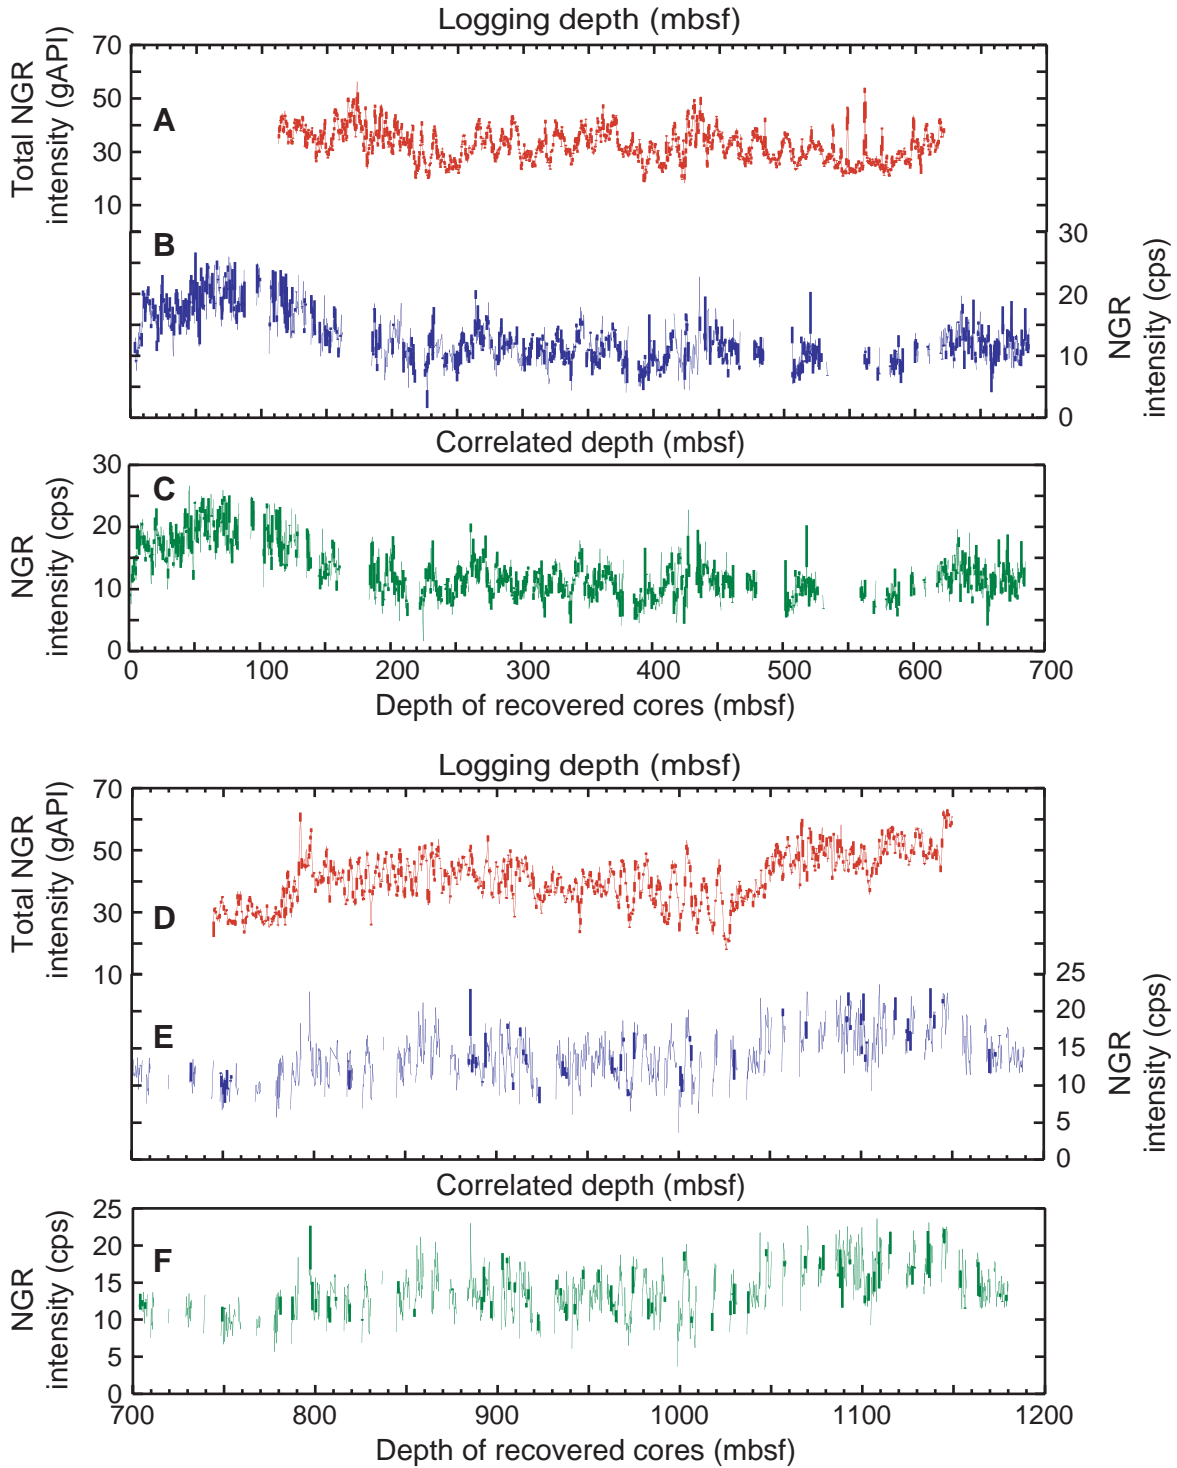 Logging depth (mbsf)
Total NGR
intensity (gAPI)
70
50
30
10
A
B
30
20
10
0
NGR
intensity (cps)
Correlated depth (mbsf)
NGR
intensity (cps)
30
20
10
0
C
0 100 200 300 400 500 600 700
Depth of recovered cores (mbsf)
Logging depth (mbsf)
Total NGR
intensity (gAPI)
70
50
30
10
D
E
25
20
15
10
5
0
NGR
intensity (cps)
Correlated depth (mbsf)
NGR
intensity (cps)
25
20
15
10
5
0
F
700 800 900 1000 1100 1200
Depth of recovered cores (mbsf)